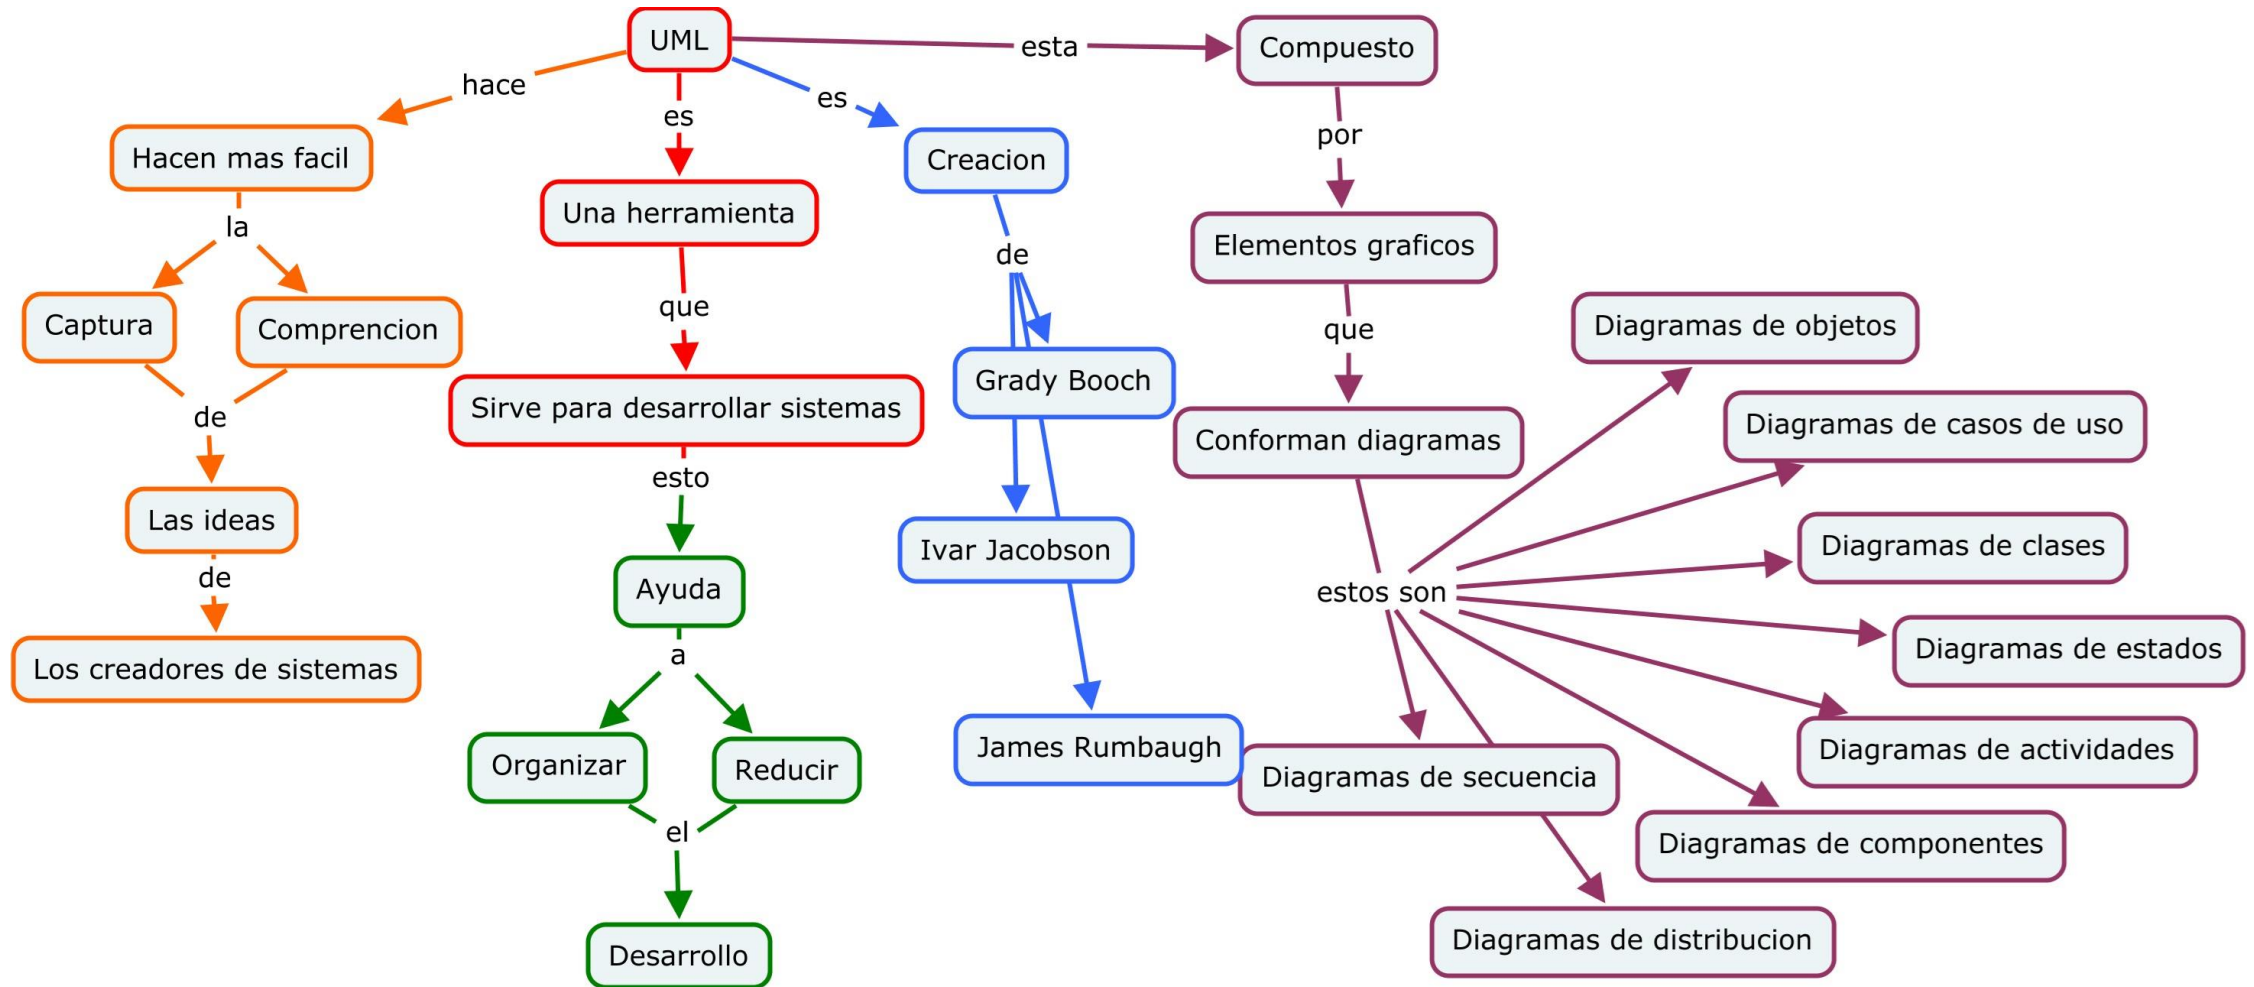 UML
esta
Compuesto
hace
es
es
Hacen mas facil
Creacion
por
la
Una herramienta
de
Elementos graficos
Captura
Comprencion
que
que
Diagramas de objetos
Grady Booch
de
Sirve para desarrollar sistemas
Conforman diagramas
Diagramas de casos de uso
esto
Las ideas
Ivar Jacobson
Diagramas de clases
de
Ayuda
estos son
Los creadores de sistemas
a
Diagramas de estados
Organizar
Reducir
James Rumbaugh
Diagramas de secuencia
Diagramas de actividades
el
Diagramas de componentes
Desarrollo
Diagramas de distribucion